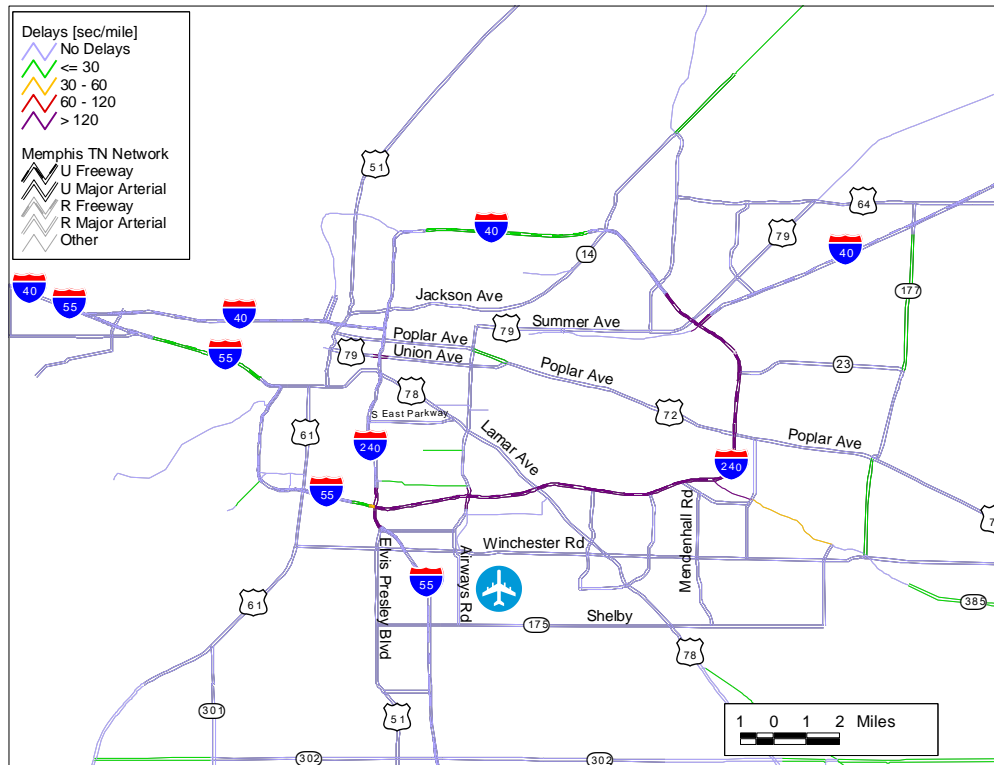 Delays [sec/mile]
No Delays
<= 30
30 - 60
60 - 120
> 120
Memphis TN Network
U Freeway
U Major Arterial
R Freeway
R Major Arterial
Other
51
64
40
79
14
40
177
40
55
40
Jackson Ave
79
Summer Ave
Poplar Ave
79
Union Ave
55
23
Poplar Ave
78
72
S East Parkway
61
Lamar Ave
Poplar Ave
240
240
55
Mendenhall Rd
Winchester Rd
Elvis Presley Blvd
Airways Rd
55
61
385
175
Shelby
78
301
51
302
302
1 0 1 2 Miles